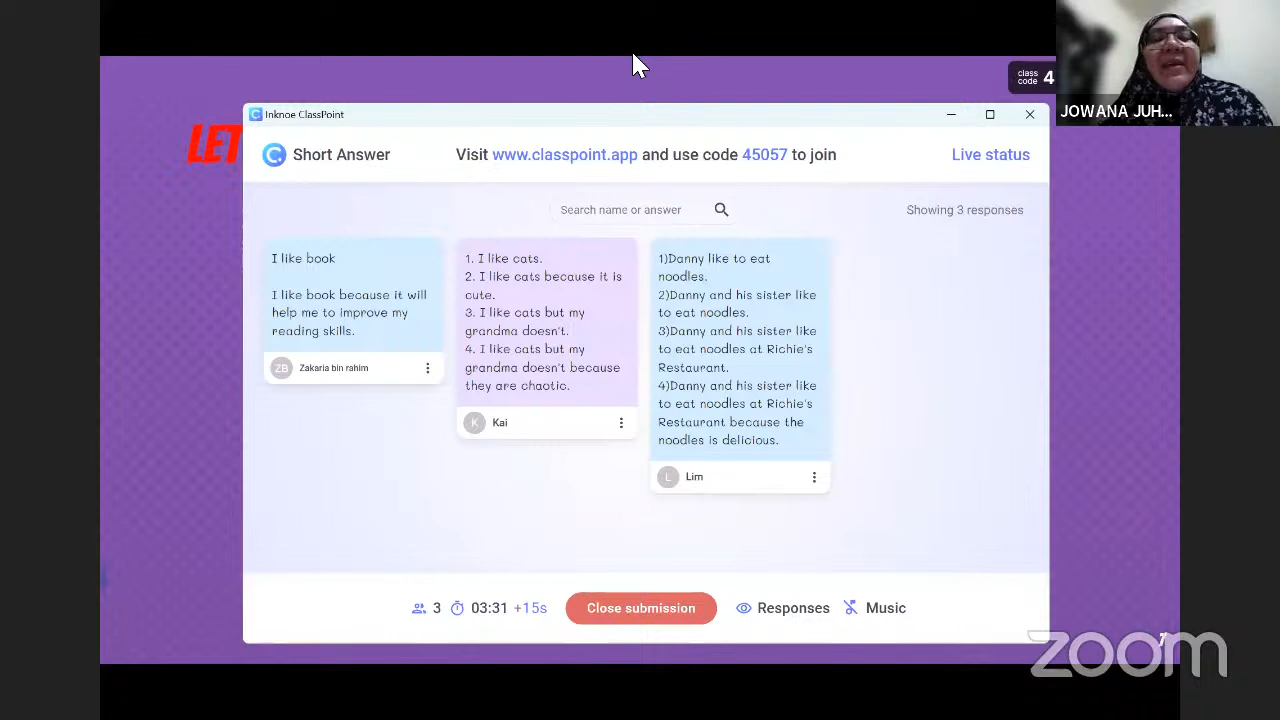 class
code 4
JOWANA JUH...
LET
Inknoe ClassPoint
Short Answer
Visit www.classpoint.app and use code 45057 to join
Live status
Search name or answer
Showing 3 responses
I like book
I like book because it will
help me to improve my
reading skills.
ZB Zakaria bin rahim
1. I like cats.
2. I like cats because it is
cute.
3. I like cats but my
grandma doesn't.
4. I like cats but my
grandma doesn't because
they are chaotic.
K Kai
1)Danny like to eat
noodles.
2)Danny and his sister like
to eat noodles.
3)Danny and his sister like
to eat noodles at Richie's
Restaurant.
4)Danny and his sister like
to eat noodles at Richie's
Restaurant because the
noodles is delicious.
L Lim
3 03:31 +15s Close submission Responses Music
zoom